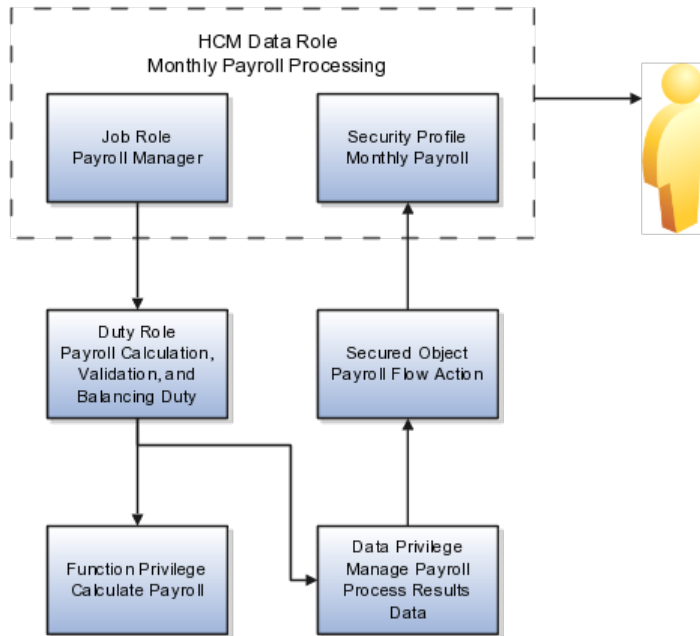 HCM Data Role
Monthly Payroll Processing
Job Role
Payroll Manager
Security Profile
Monthly Payroll
Duty Role
Payroll Calculation,
Validation, and
Balancing Duty
Secured Object
Payroll Flow Action
Function Privilege
Calculate Payroll
Data Privilege
Manage Payroll
Process Results
Data